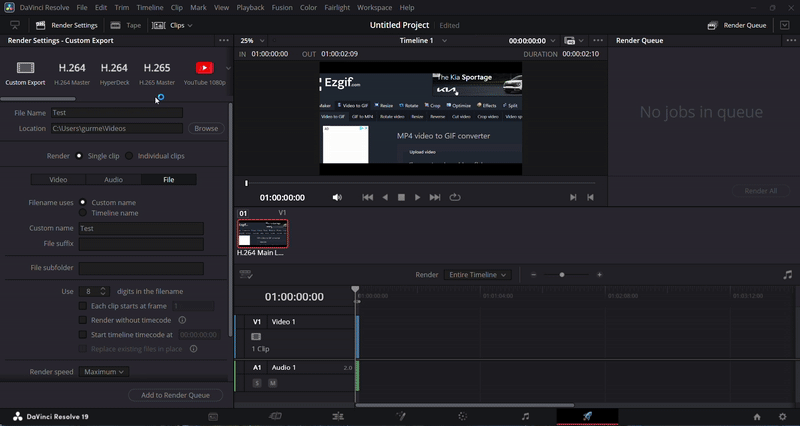 DaVinci Resolve File Edit Trim Timeline Clip Mark View Playback Fusion Color Fairlight Workspace Help
Render Settings Tape Clips Untitled Project Edited Render Queue
Render Settings - Custom Export 25% Timeline 1 00:00:00:00 Render Queue
IN 01:00:00:00 OUT 01:00:02:09 DURATION 00:00:02:10
H.264 H.264 H.265
Custom Export H.264 Master HyperDeck H.265 Master YouTube 1080p
Ezgif.com
The Kia Sportage
Maker Video to GIF Resize Rotate Crop Optimize Effects Split
Video to GIF GIF to MP4 Rotate video Resize Reverse Cut video Crop video
MP4 video to GIF converter
Upload video
No jobs in queue
File Name Test
Location C:\Users\gurme\Videos Browse
Render Single clip Individual clips
Video Audio File
Render All
01:00:00:00
Filename uses Custom name
Timeline name
01 V1
Custom name Test
File suffix
H.264 Main L...
File subfolder
Render Entire Timeline
Use 8 digits in the filename
01:00:00:00 01:00:00:00 01:00:01:04 01:00:02:08 01:00:03:12
Each clip starts at frame 1
Render without timecode
V1 Video 1
Start timeline timecode at 00:00:00:00
Replace existing files in place
1 Clip
Render speed Maximum
A1 Audio 1 2.0
S M
Add to Render Queue
DaVinci Resolve 19